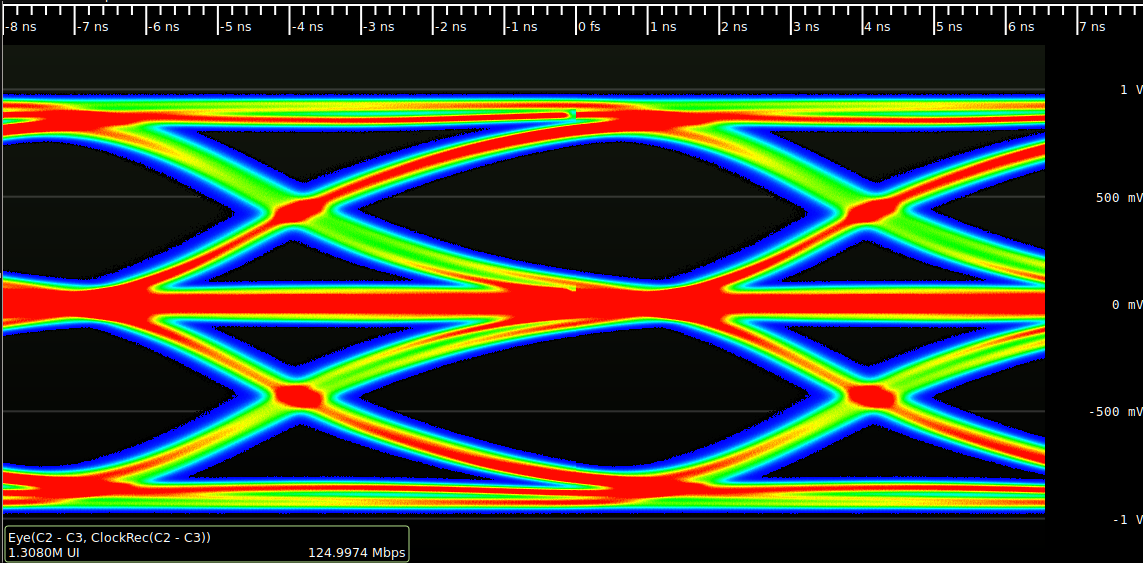 -8 ns -7 ns -6 ns -5 ns -4 ns -3 ns -2 ns -1 ns 0 fs 1 ns 2 ns 3 ns 4 ns 5 ns 6 ns 7 ns
1 V
500 mV
0 mV
-500 mV
-1 V
Eye(C2 - C3, ClockRec(C2 - C3))
1.3080M UI 124.9974 Mbps